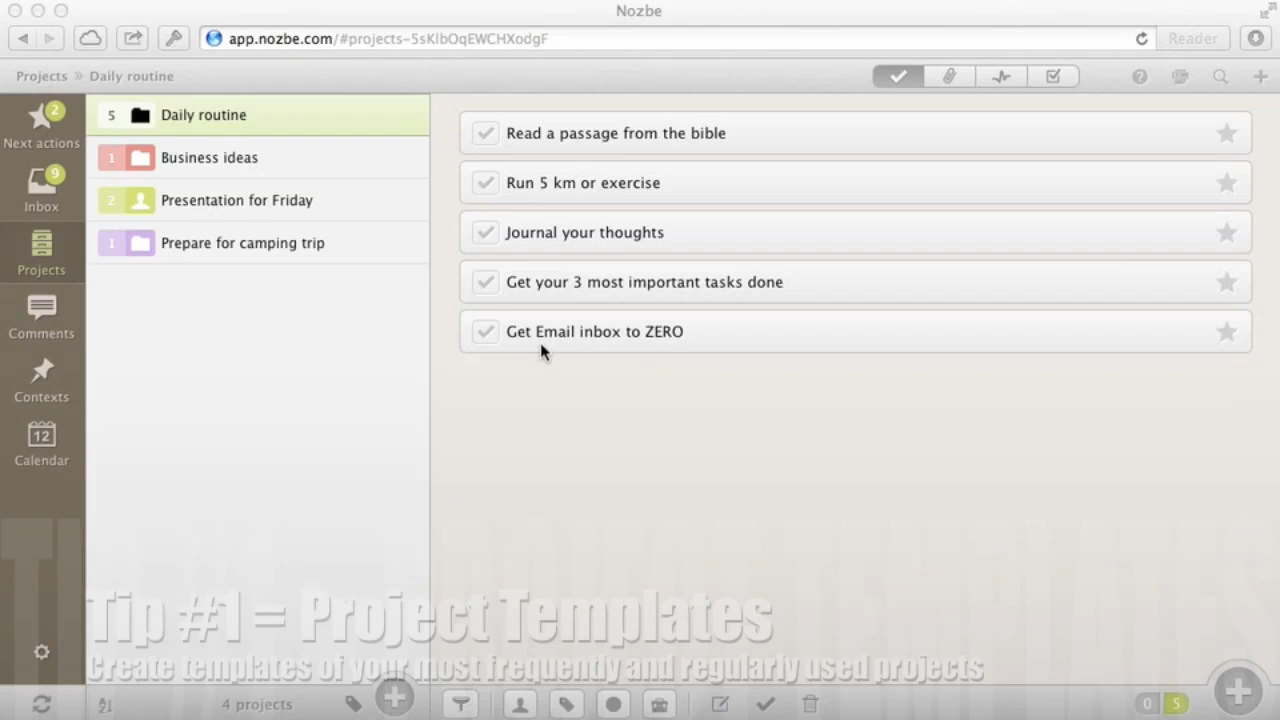 Nozbe
app.nozbe.com/#projects-5sKlbOqEWCHXodgF
Reader
Projects » Daily routine
2
Next actions
9
Inbox
Projects
Comments
Contexts
12
Calendar
5 Daily routine
1 Business ideas
2 Presentation for Friday
1 Prepare for camping trip
Read a passage from the bible
Run 5 km or exercise
Journal your thoughts
Get your 3 most important tasks done
Get Email inbox to ZERO
Tip #1 = Project Templates
Create templates of your most frequently and regularly used projects
4 projects
0 5